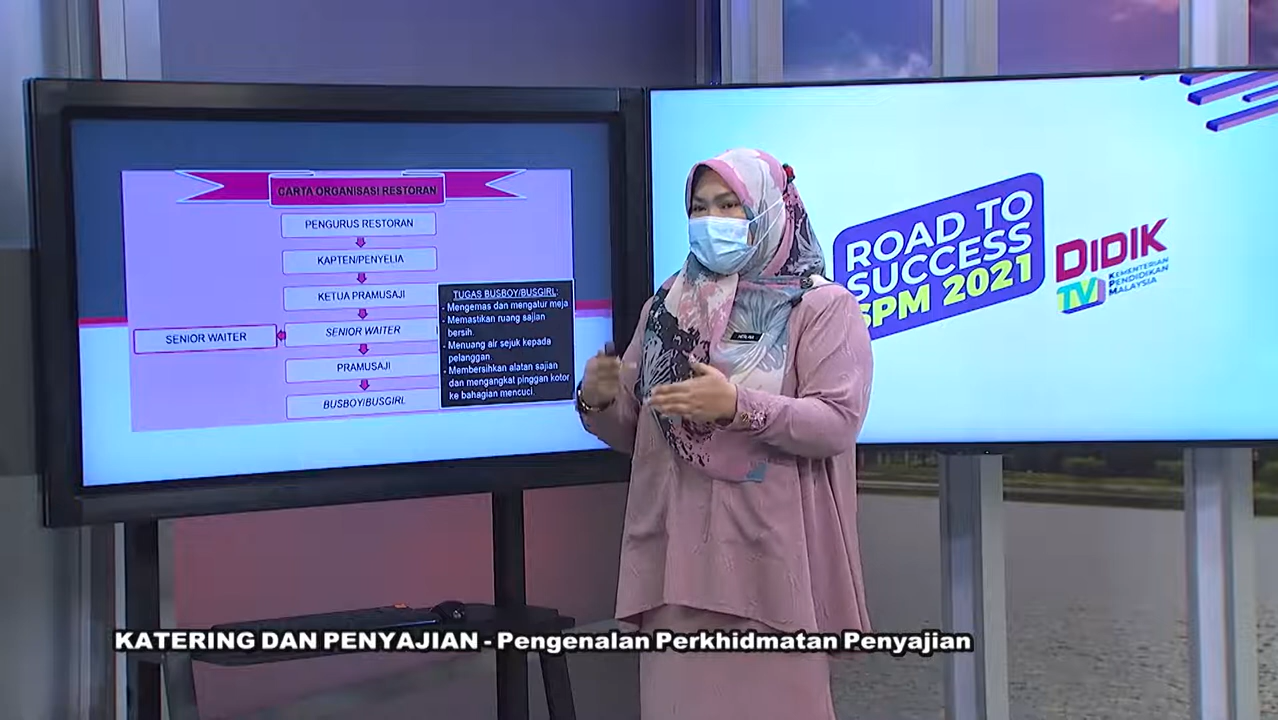 CARTA ORGANISASI RESTORAN
PENGURUS RESTORAN
KAPTEN/PENYELIA
KETUA PRAMUSAJI
SENIOR WAITER
SENIOR WAITER
PRAMUSAJI
BUSBOY/BUSGIRL
TUGAS BUSBOY/BUSGIRL:
- Mengemas dan mengatur meja
- Memastikan ruang sajian
bersih.
- Menuang air sejuk kepada
pelanggan.
- Membersihkan alatan sajian
dan mengangkat pinggan kotor
ke bahagian mencuci.
ROAD TO
SUCCESS
SPM 2021
DIDIK
TV
KEMENTERIAN
PENDIDIKAN
MALAYSIA
KATERING DAN PENYAJIAN - Pengenalan Perkhidmatan Penyajian